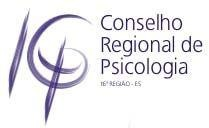 Conselho
Regional de
Psicologia
16ª REGIÃO - ES